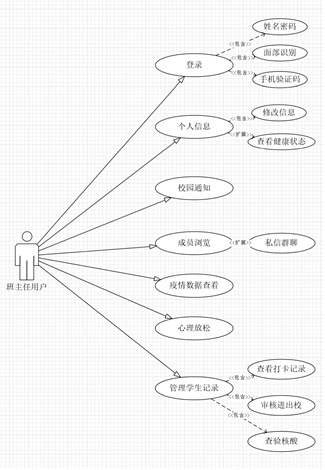 姓名密码
<<包含>>
登录
<<包含>>
面部识别
<<包含>>
手机验证码
修改信息
<<包含>>
个人信息
<<扩展>>
查看健康状态
校园通知
成员浏览
<<扩展>>
私信群聊
班主任用户
疫情数据查看
心理放松
查看打卡记录
<<包含>>
管理学生记录
<<包含>>
审核进出校
<<包含>>
查验核酸